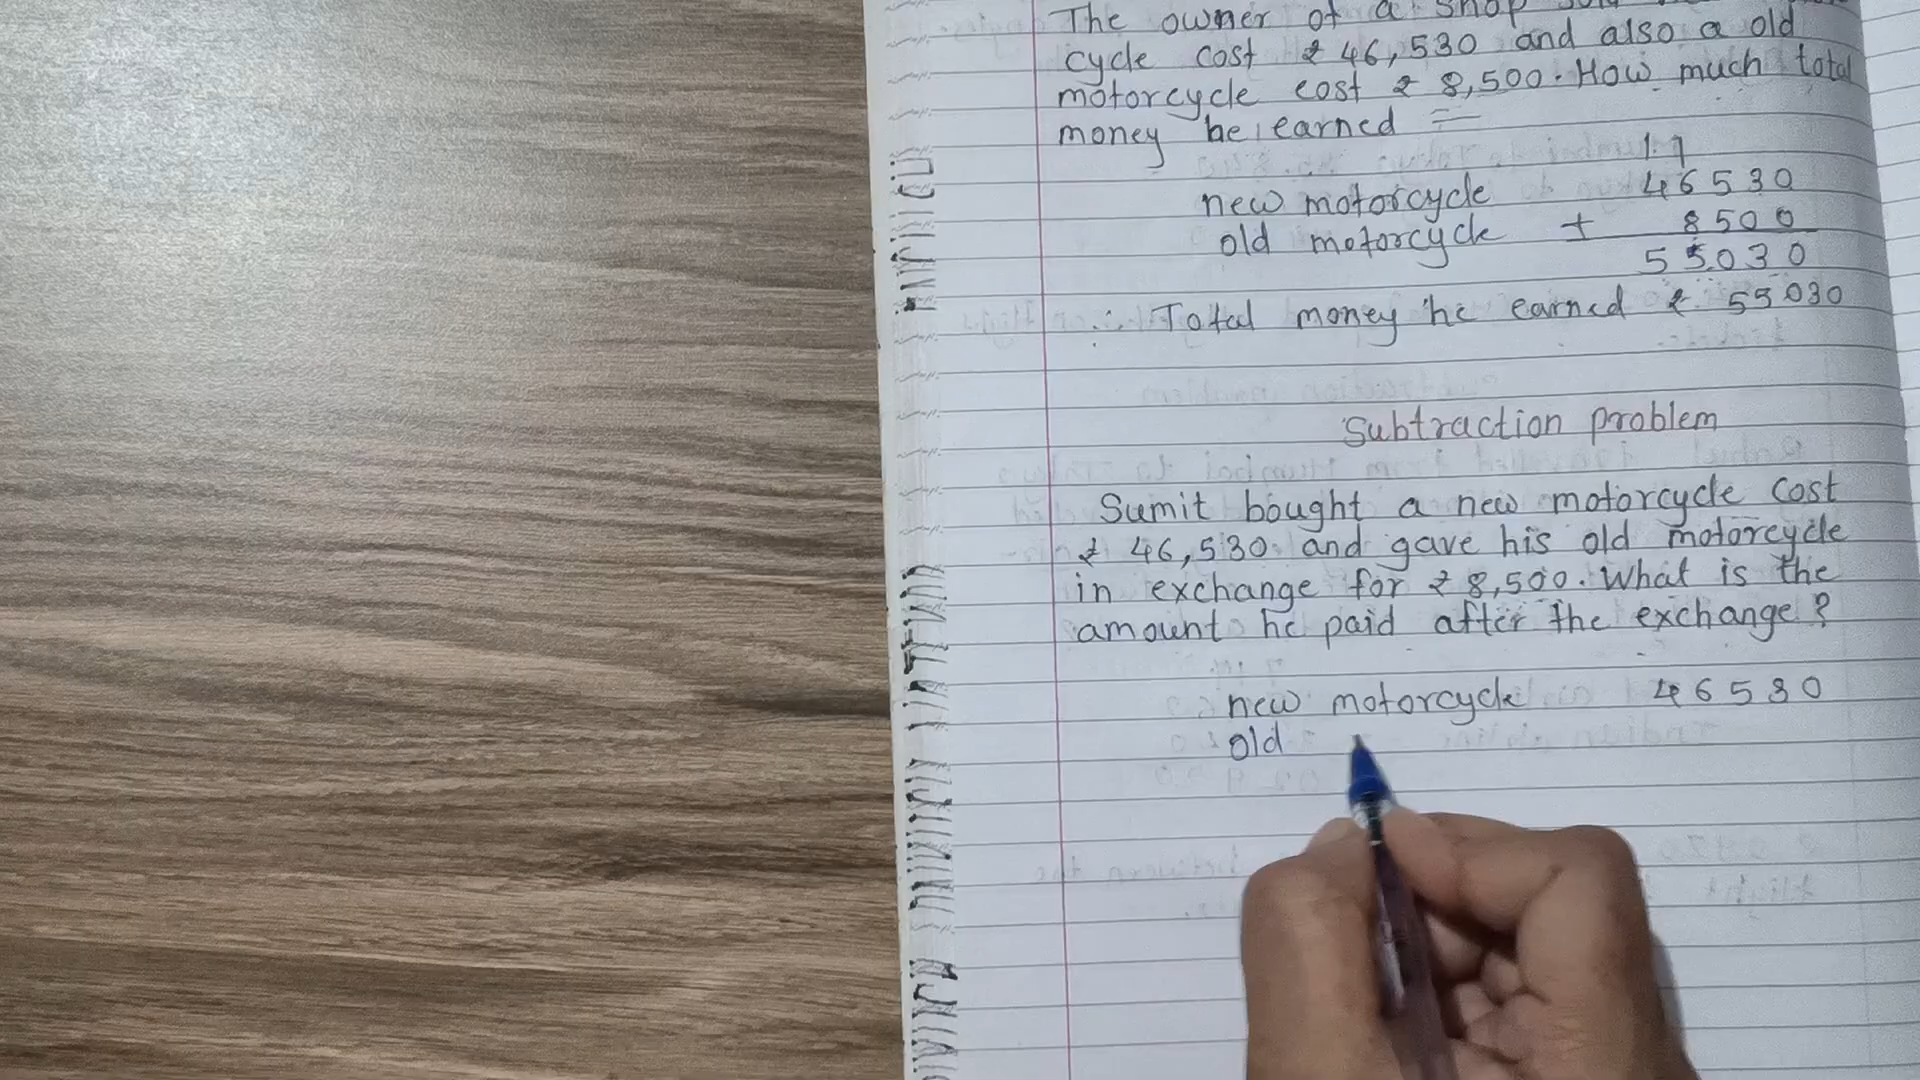 The owner of a shop sold
cycle cost ₹ 46,530 and also a old
motorcycle cost ₹ 8,500. How much total
money he earned =
1 1
new motorcycle 46530
old motorcycle + 8500
55030
∴ Total money he earned ₹ 55030
Subtraction problem
Sumit bought a new motorcycle cost
₹ 46,530 and gave his old motorcycle
in exchange for ₹ 8,500. What is the
amount he paid after the exchange?
new motorcycle 46530
old